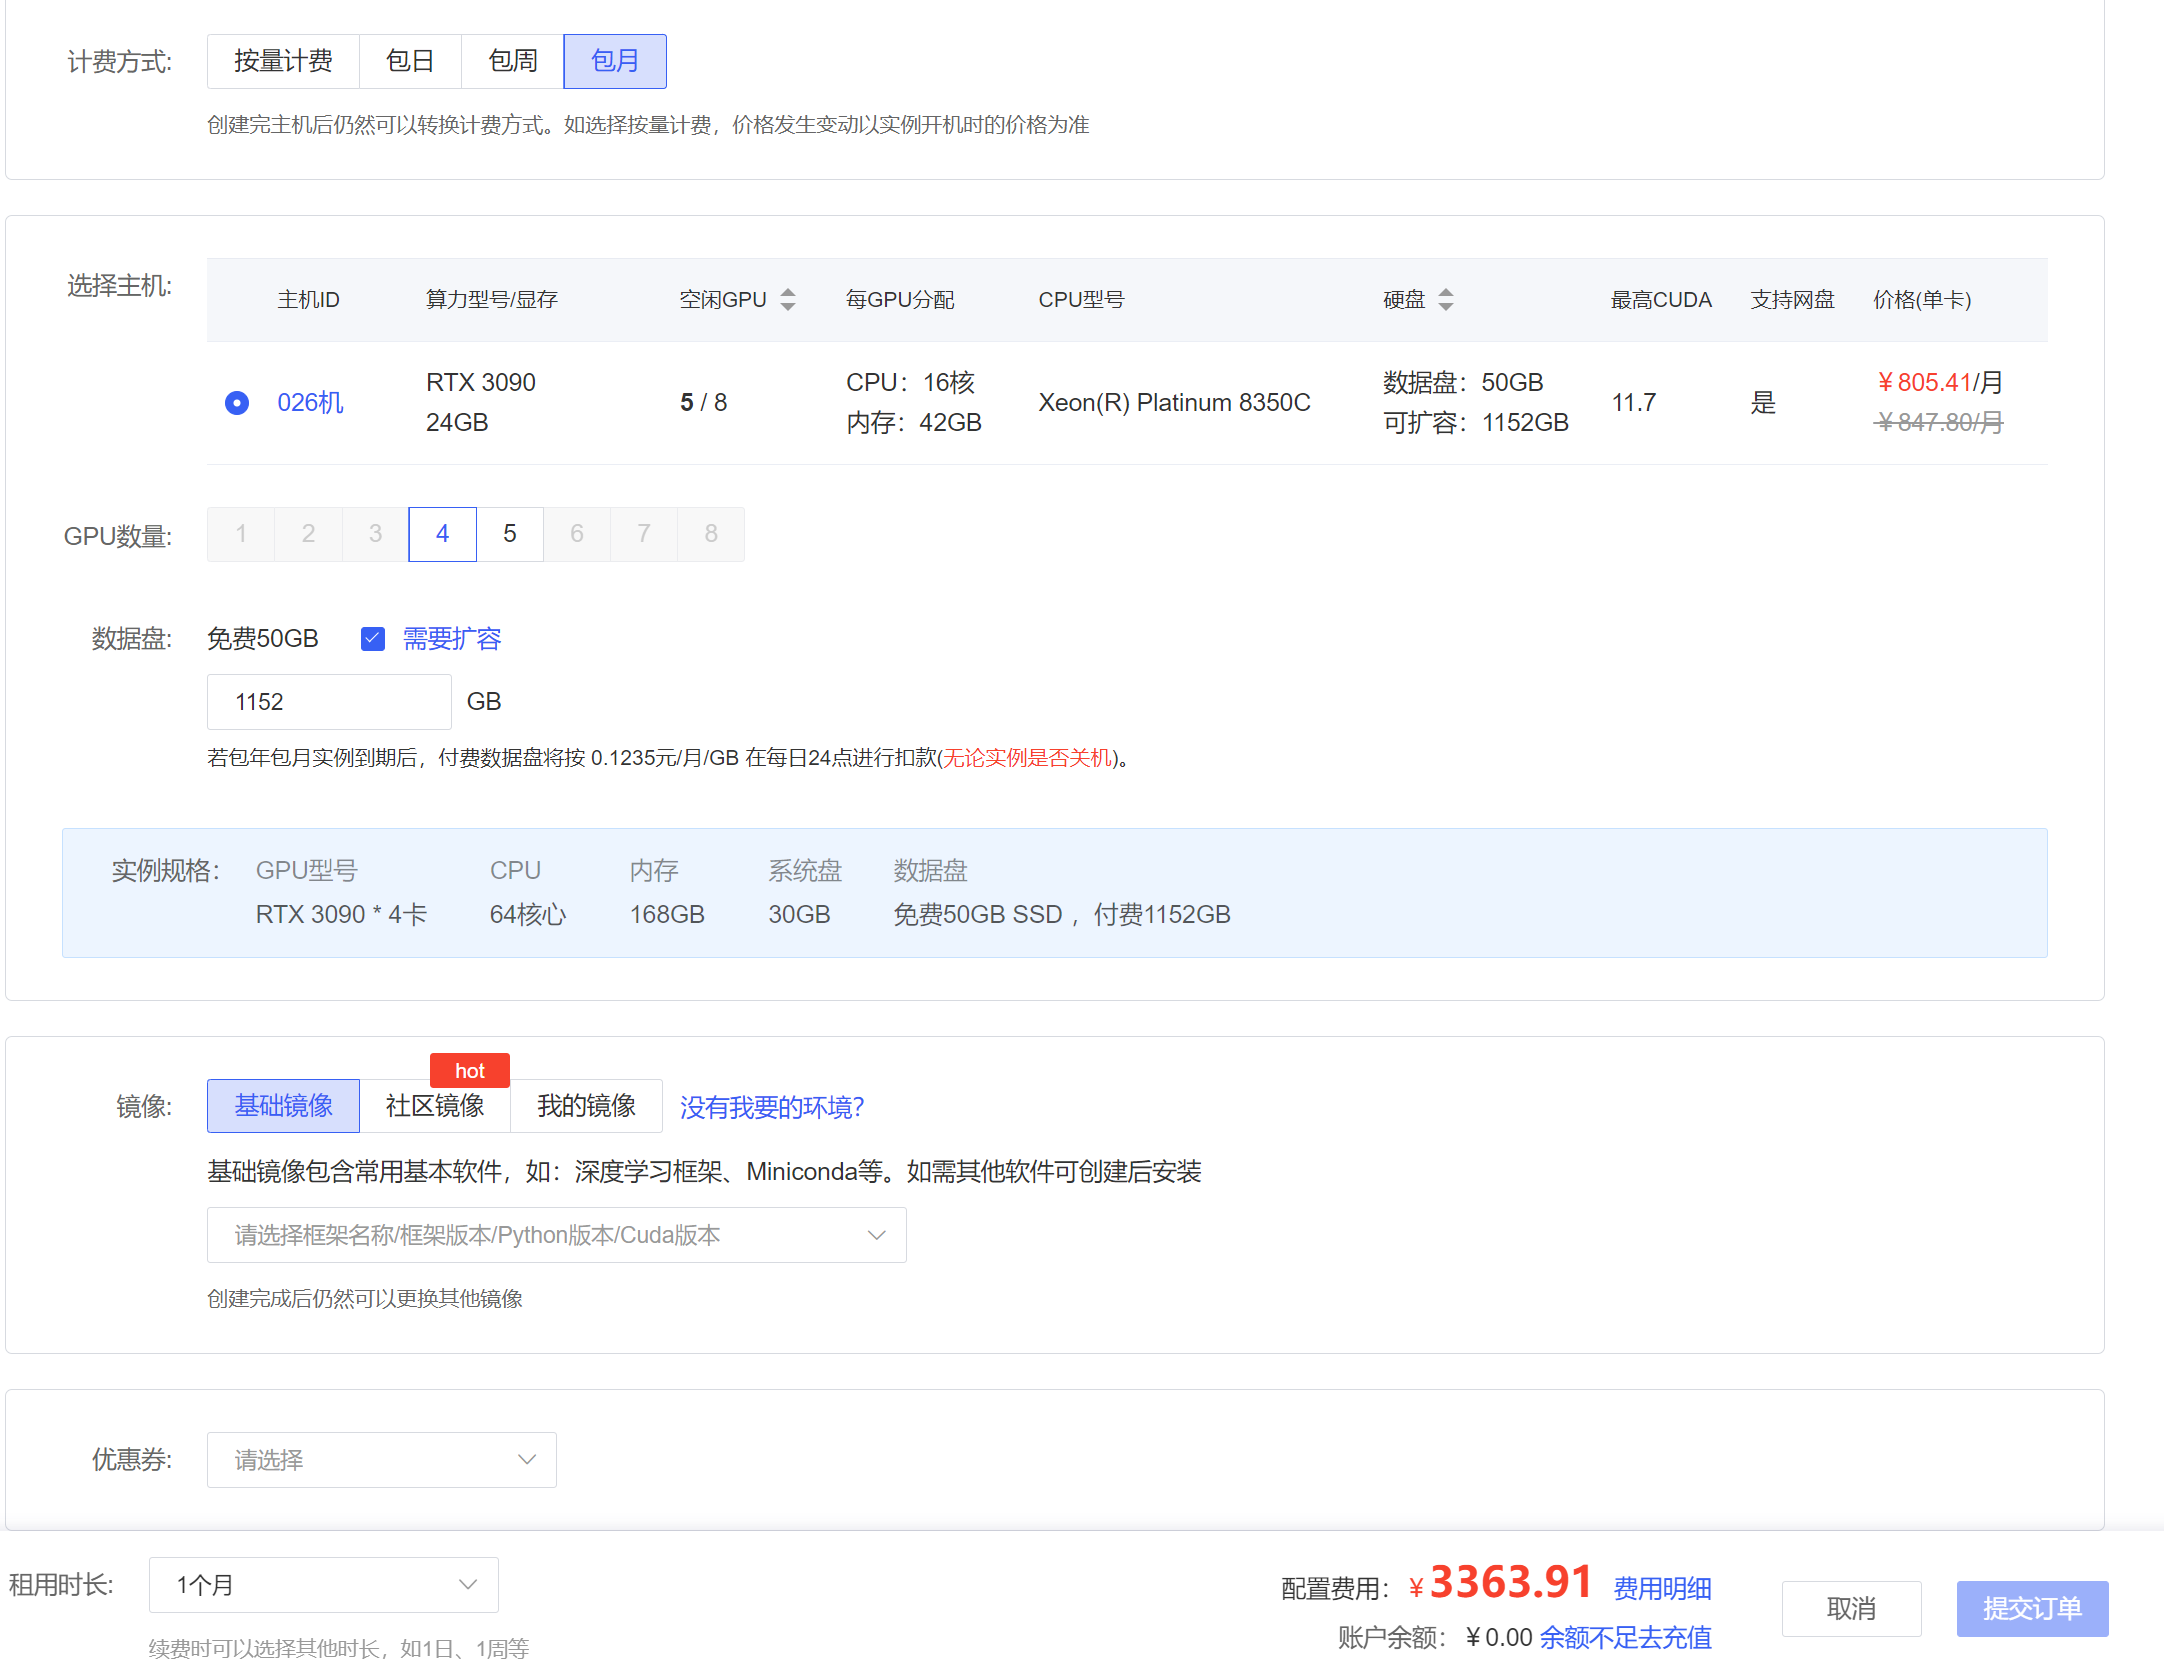 计费方式: 按量计费 包日 包周 包月
创建完主机后仍然可以转换计费方式。如选择按量计费，价格发生变动以实例开机时的价格为准
选择主机: 主机ID 算力型号/显存 空闲GPU 每GPU分配 CPU型号 硬盘 最高CUDA 支持网盘 价格(单卡)
RTX 3090 CPU：16核 数据盘：50GB ￥805.41/月
026机 5 / 8 Xeon(R) Platinum 8350C 11.7 是
24GB 内存：42GB 可扩容：1152GB ￥847.80/月
GPU数量: 1 2 3 4 5 6 7 8
数据盘: 免费50GB 需要扩容
1152 GB
若包年包月实例到期后，付费数据盘将按 0.1235元/月/GB 在每日24点进行扣款(无论实例是否关机)。
实例规格： GPU型号 CPU 内存 系统盘 数据盘
RTX 3090 * 4卡 64核心 168GB 30GB 免费50GB SSD ，付费1152GB
hot
镜像: 基础镜像 社区镜像 我的镜像 没有我要的环境?
基础镜像包含常用基本软件，如：深度学习框架、Miniconda等。如需其他软件可创建后安装
请选择框架名称/框架版本/Python版本/Cuda版本
创建完成后仍然可以更换其他镜像
优惠券: 请选择
租用时长: 1个月 配置费用：￥3363.91 费用明细 取消 提交订单
续费时可以选择其他时长，如1日、1周等 账户余额：￥0.00 余额不足去充值